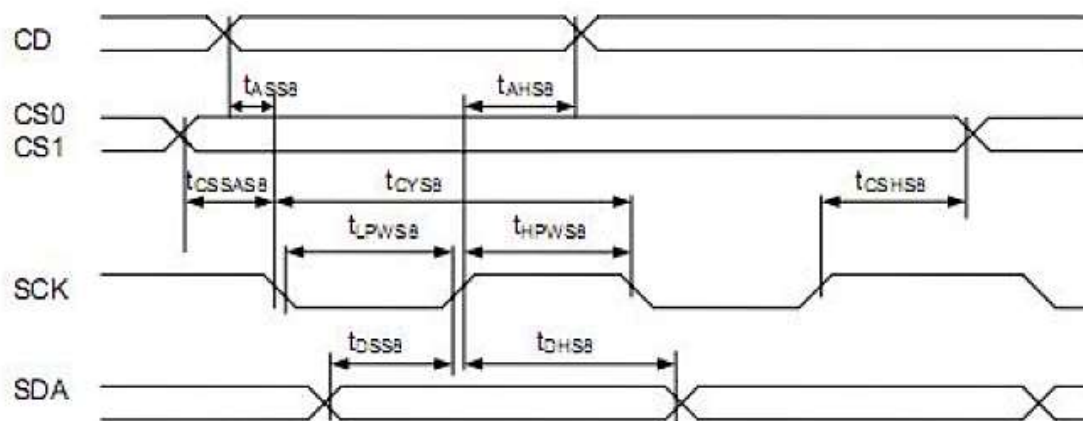 CD
tASS8 tAHS8
CS0
CS1
tCSSAS8 tCYS8 tCSHS8
tLPWS8 tHPWS8
SCK
tDSS8 tDHS8
SDA